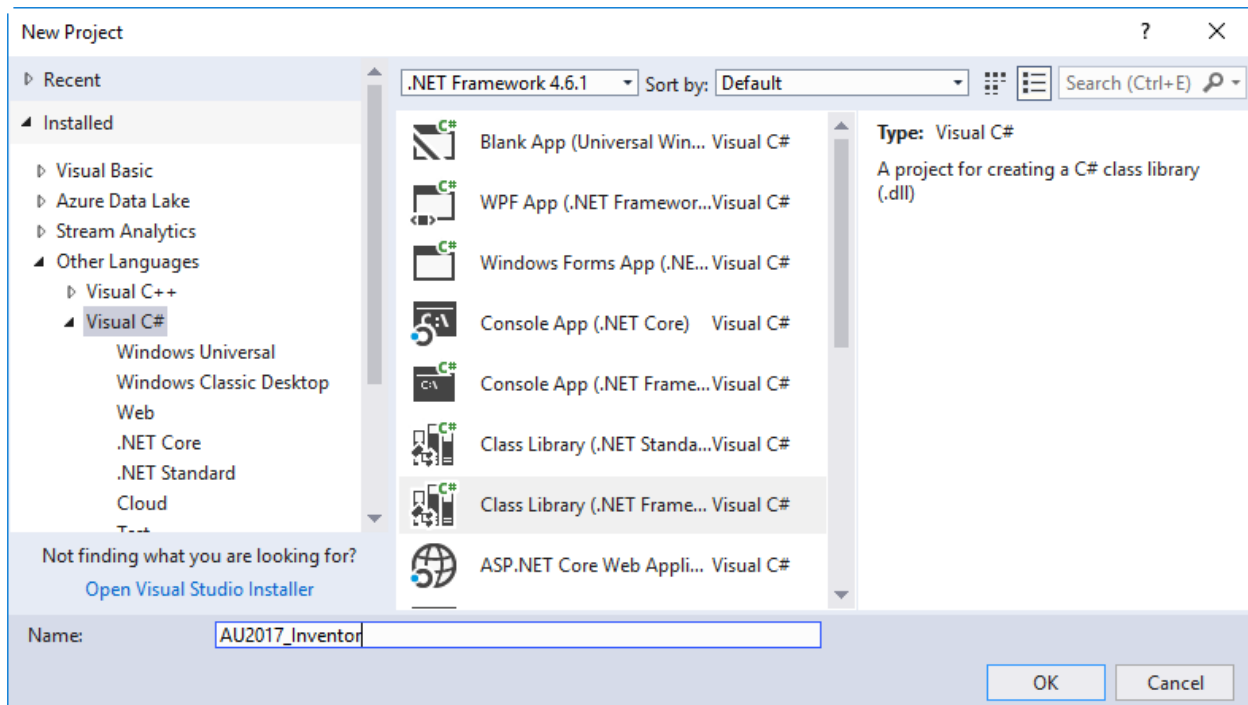 New Project
?
Recent
Installed
Visual Basic
Azure Data Lake
Stream Analytics
Other Languages
Visual C++
Visual C#
Windows Universal
Windows Classic Desktop
Web
.NET Core
.NET Standard
Cloud
Test
Not finding what you are looking for?
Open Visual Studio Installer
.NET Framework 4.6.1 Sort by: Default
Search (Ctrl+E)
C#
Blank App (Universal Win... Visual C#
C#
WPF App (.NET Framewor... Visual C#
C#
Windows Forms App (.NE... Visual C#
C:\
Console App (.NET Core) Visual C#
C#
C:\
Console App (.NET Frame... Visual C#
C#
Class Library (.NET Standa... Visual C#
C#
Class Library (.NET Frame... Visual C#
ASP.NET Core Web Appli... Visual C#
Type: Visual C#
A project for creating a C# class library
(.dll)
Name: AU2017_Inventor
OK Cancel